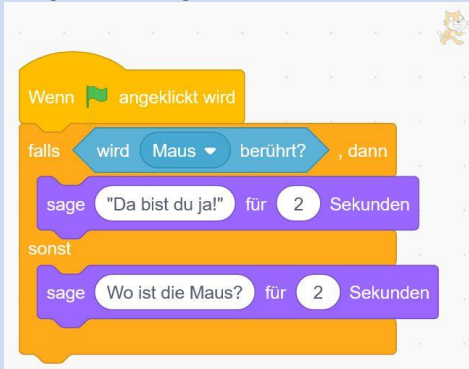 Wenn angeklickt wird
falls wird Maus berührt? , dann
sage "Da bist du ja!" für 2 Sekunden
sonst
sage Wo ist die Maus? für 2 Sekunden